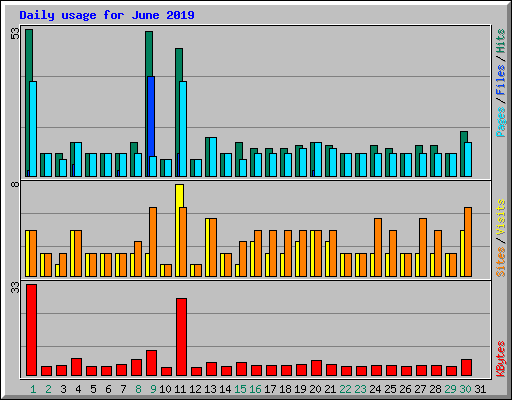 Daily usage for June 2019
53
Pages / Files / Hits
8
Sites / Visits
33
KBytes
1 2 3 4 5 6 7 8 9 10 11 12 13 14 15 16 17 18 19 20 21 22 23 24 25 26 27 28 29 30 31